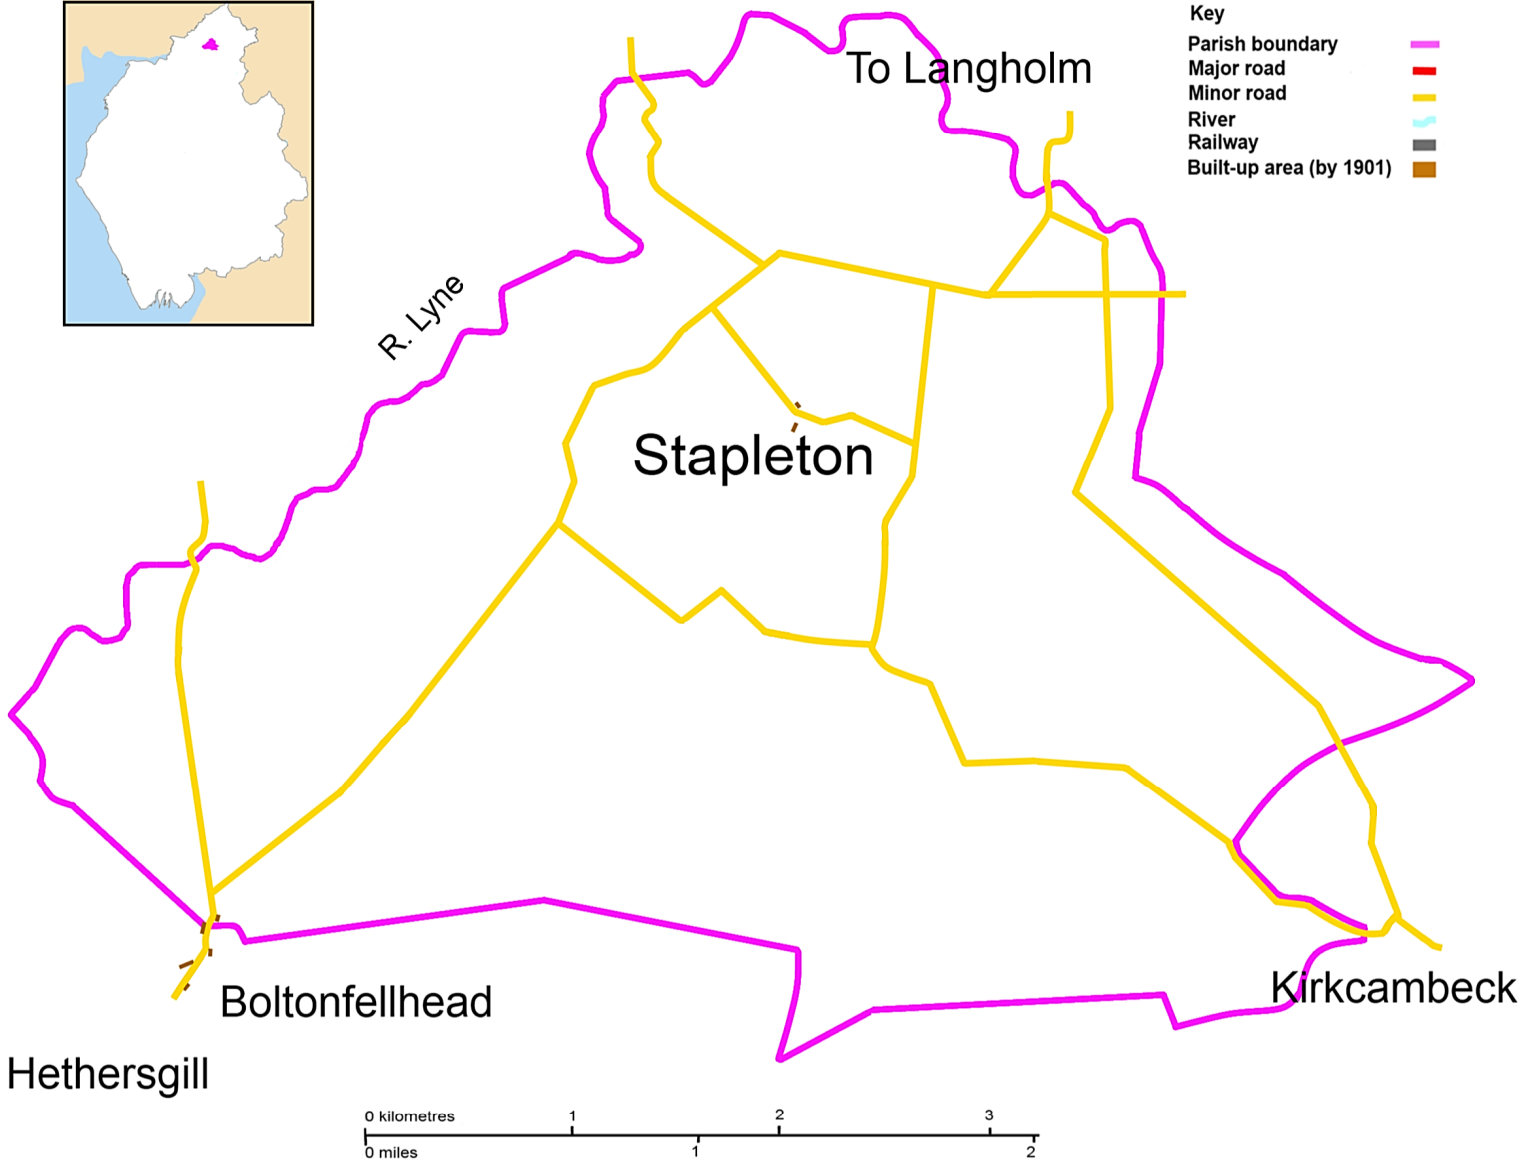 Key
Parish boundary
Major road
Minor road
River
Railway
Built-up area (by 1901)
To Langholm
R. Lyne
Stapleton
Boltonfellhead
Kirkcambeck
Hethersgill
0 kilometres 1 2 3
0 miles 1 2